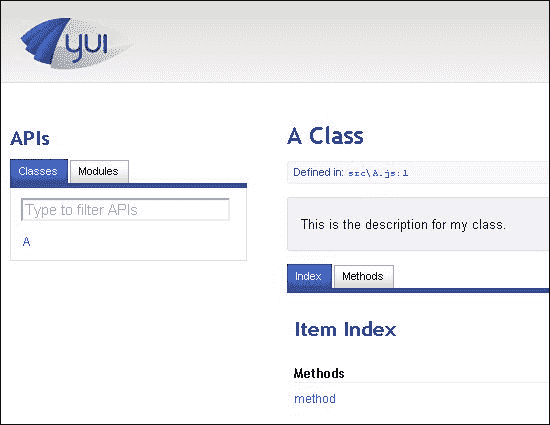 yui
APIs
Classes Modules
Type to filter APIs
A
A Class
Defined in: src\A.js:1
This is the description for my class.
Index Methods
Item Index
Methods
method